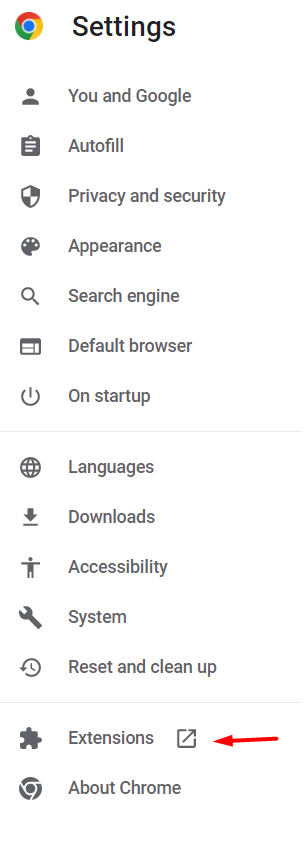 Settings
You and Google
Autofill
Privacy and security
Appearance
Search engine
Default browser
On startup
Languages
Downloads
Accessibility
System
Reset and clean up
Extensions
About Chrome